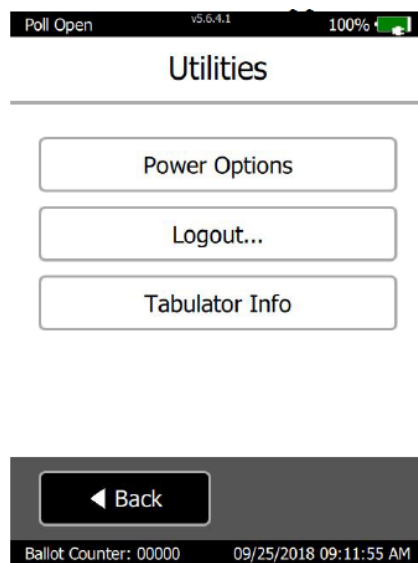 Poll Open v5.6.4.1 100%
Utilities
Power Options
Logout...
Tabulator Info
Back
Ballot Counter: 00000 09/25/2018 09:11:55 AM